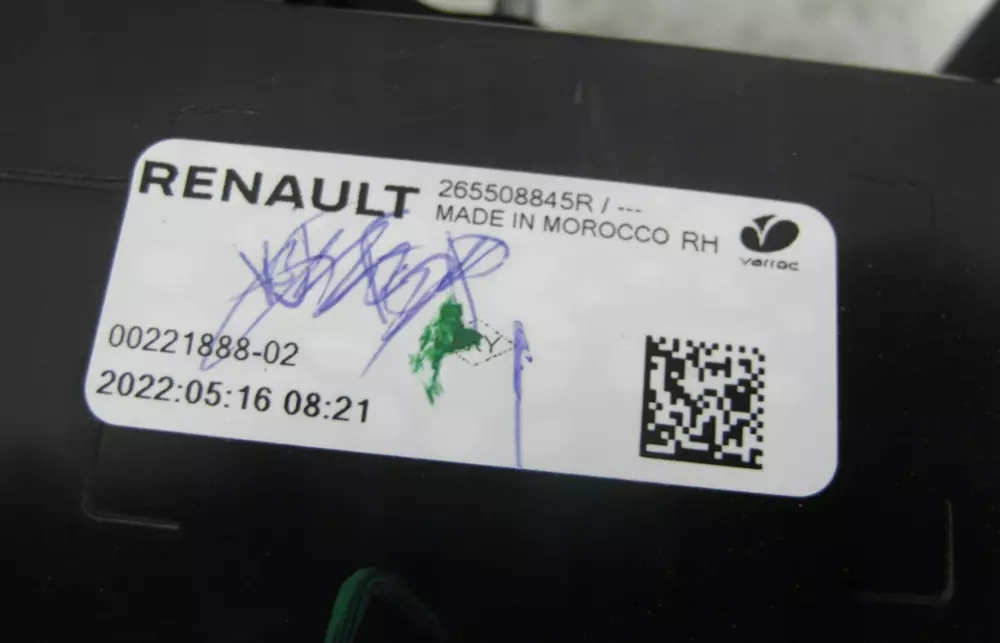 RENAULT
265508845R / ---
MADE IN MOROCCO RH
varroc
00221888-02
2022:05:16 08:21